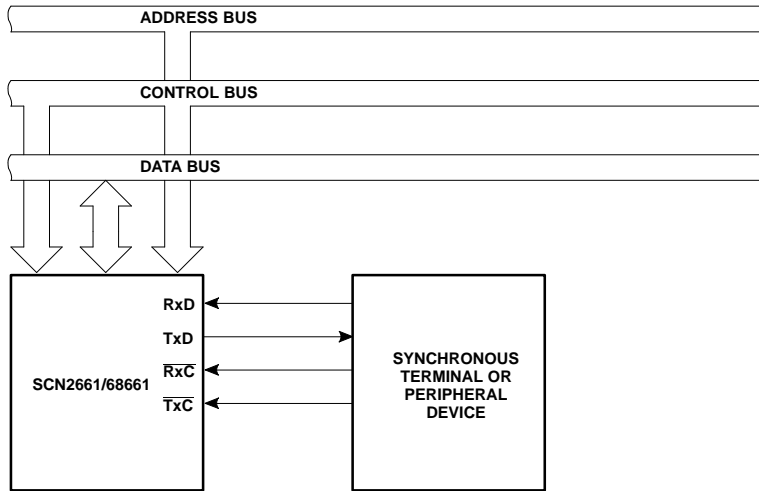 ADDRESS BUS
CONTROL BUS
DATA BUS
RxD
TxD
RxC
TxC
SCN2661/68661
SYNCHRONOUS
TERMINAL OR
PERIPHERAL
DEVICE